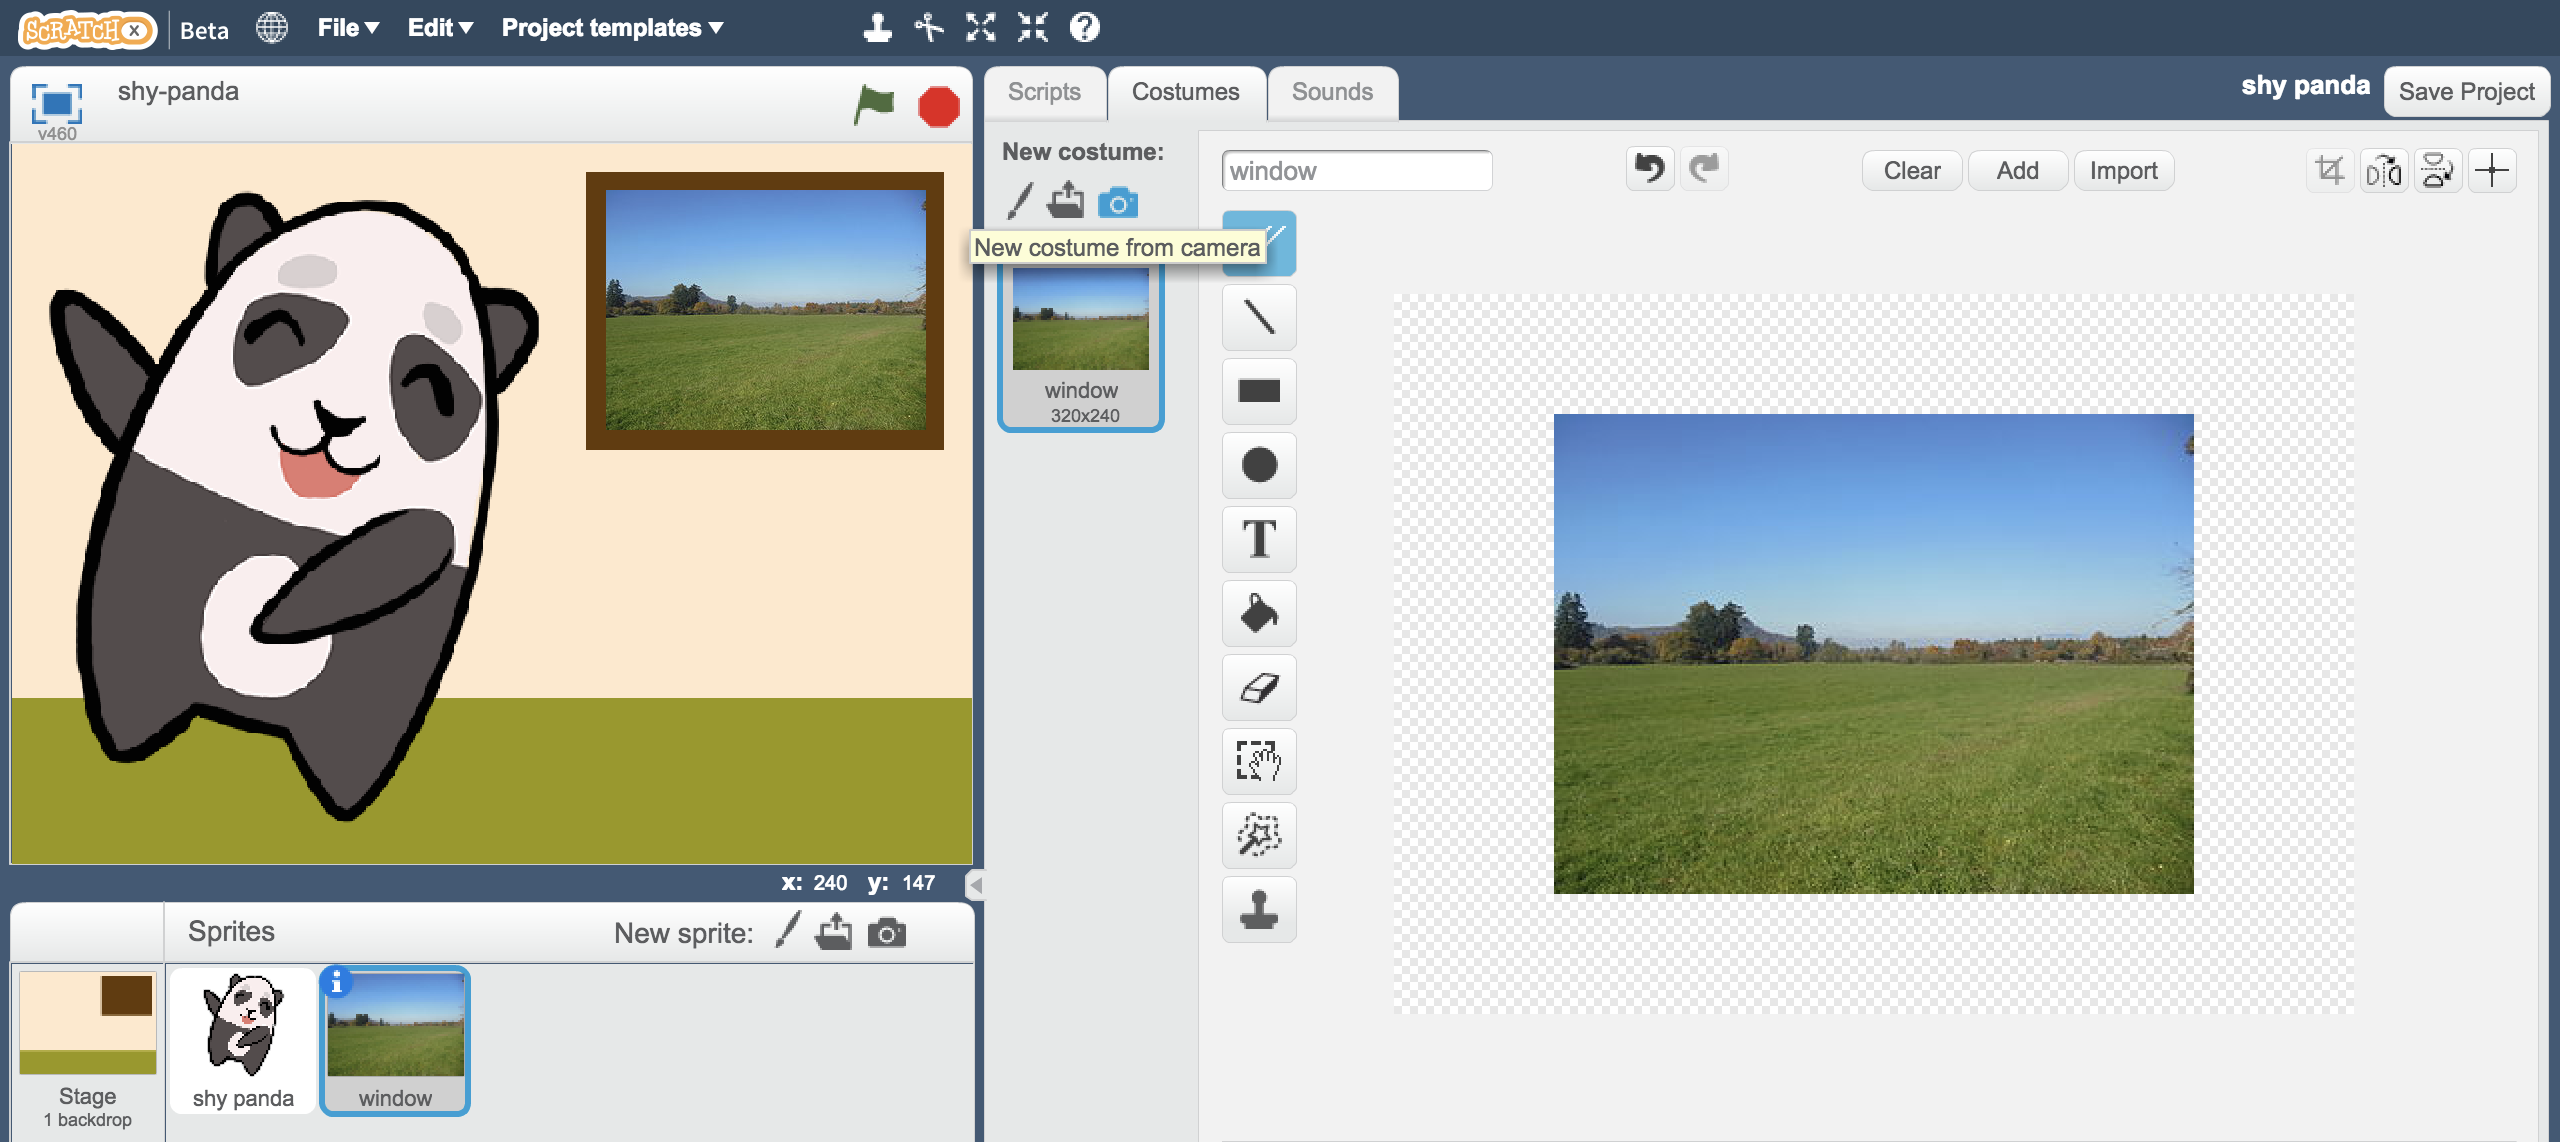 SCRATCH X Beta File Edit Project templates
shy-panda
v460
Scripts Costumes Sounds
shy panda Save Project
New costume:
window Clear Add Import
New costume from camera
window
320x240
T
x: 240 y: 147
Sprites New sprite:
i
shy panda window
Stage
1 backdrop